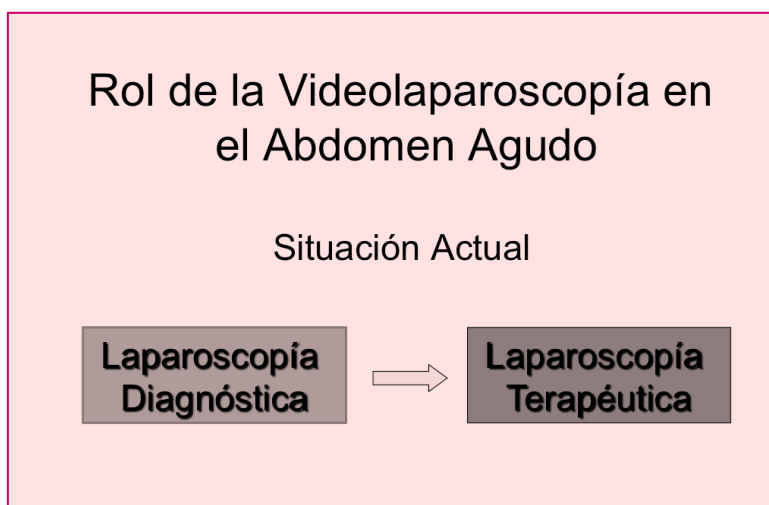 Rol de la Videolaparoscopía en
el Abdomen Agudo
Situación Actual
Laparoscopía
Diagnóstica
Laparoscopía
Terapéutica